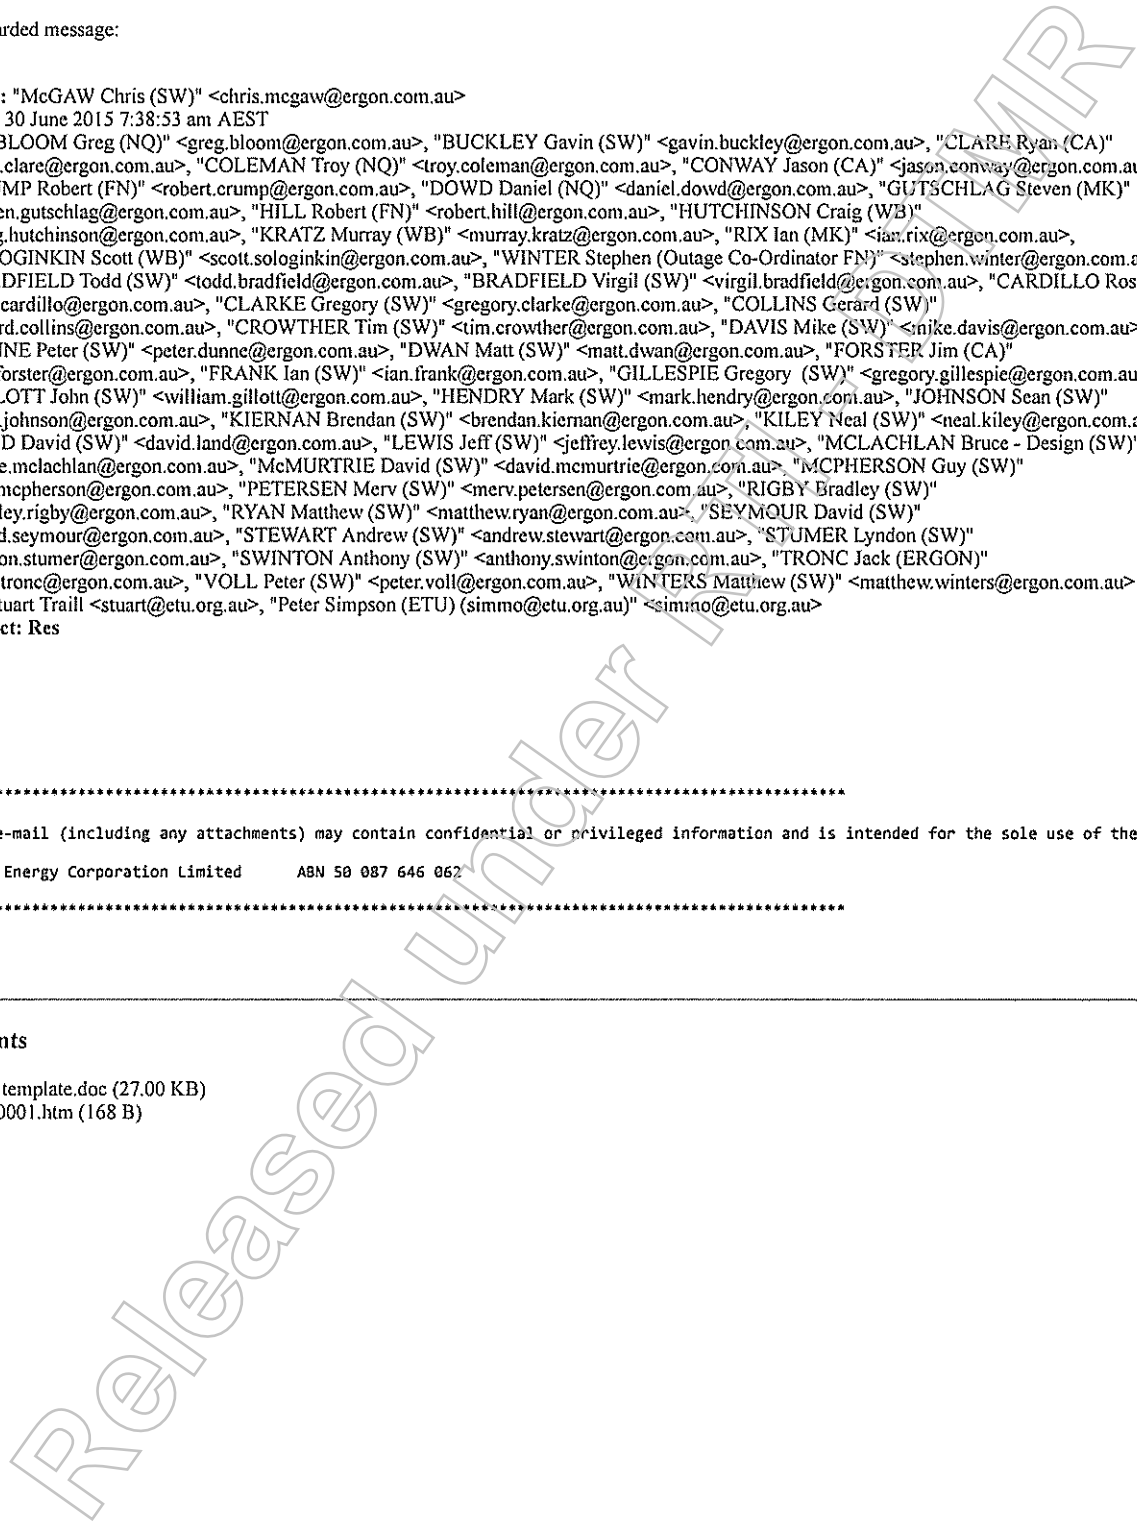 rded message:
: "McGAW Chris (SW)" <chris.mcgaw@ergon.com.au>
30 June 2015 7:38:53 am AEST
BLOOM Greg (NQ)" <greg.bloom@ergon.com.au>, "BUCKLEY Gavin (SW)" <gavin.buckley@ergon.com.au>, "CLARE Ryan (CA)"
.clare@ergon.com.au>, "COLEMAN Troy (NQ)" <troy.coleman@ergon.com.au>, "CONWAY Jason (CA)" <jason.conway@ergon.com.au
MP Robert (FN)" <robert.crump@ergon.com.au>, "DOWD Daniel (NQ)" <daniel.dowd@ergon.com.au>, "GUTSCHLAG Steven (MK)"
en.gutschlag@ergon.com.au>, "HILL Robert (FN)" <robert.hill@ergon.com.au>, "HUTCHINSON Craig (WB)"
g.hutchinson@ergon.com.au>, "KRATZ Murray (WB)" <murray.kratz@ergon.com.au>, "RIX Ian (MK)" <ian.rix@ergon.com.au>,
OGINKIN Scott (WB)" <scott.sologinkin@ergon.com.au>, "WINTER Stephen (Outage Co-Ordinator FN)" <stephen.winter@ergon.com.a
DFIELD Todd (SW)" <todd.bradfield@ergon.com.au>, "BRADFIELD Virgil (SW)" <virgil.bradfield@ergon.com.au>, "CARDILLO Ros
cardillo@ergon.com.au>, "CLARKE Gregory (SW)" <gregory.clarke@ergon.com.au>, "COLLINS Gerard (SW)"
rd.collins@ergon.com.au>, "CROWTHER Tim (SW)" <tim.crowther@ergon.com.au>, "DAVIS Mike (SW)" <mike.davis@ergon.com.au>
NE Peter (SW)" <peter.dunne@ergon.com.au>, "DWAN Matt (SW)" <matt.dwan@ergon.com.au>, "FORSTER Jim (CA)"
forster@ergon.com.au>, "FRANK Ian (SW)" <ian.frank@ergon.com.au>, "GILLESPIE Gregory (SW)" <gregory.gillespie@ergon.com.au
LOTT John (SW)" <william.gillott@ergon.com.au>, "HENDRY Mark (SW)" <mark.hendry@ergon.com.au>, "JOHNSON Sean (SW)"
.johnson@ergon.com.au>, "KIERNAN Brendan (SW)" <brendan.kiernan@ergon.com.au>, "KILEY Neal (SW)" <neal.kiley@ergon.com.a
D David (SW)" <david.land@ergon.com.au>, "LEWIS Jeff (SW)" <jeffrey.lewis@ergon.com.au>, "MCLACHLAN Bruce - Design (SW)"
e.mclachlan@ergon.com.au>, "McMURTRIE David (SW)" <david.mcmurtrie@ergon.com.au>, "MCPHERSON Guy (SW)"
mcpherson@ergon.com.au>, "PETERSEN Merv (SW)" <merv.petersen@ergon.com.au>, "RIGBY Bradley (SW)"
ley.rigby@ergon.com.au>, "RYAN Matthew (SW)" <matthew.ryan@ergon.com.au>, "SEYMOUR David (SW)"
d.seymour@ergon.com.au>, "STEWART Andrew (SW)" <andrew.stewart@ergon.com.au>, "STUMER Lyndon (SW)"
on.stumer@ergon.com.au>, "SWINTON Anthony (SW)" <anthony.swinton@ergon.com.au>, "TRONC Jack (ERGON)"
tronc@ergon.com.au>, "VOLL Peter (SW)" <peter.voll@ergon.com.au>, "WINTERS Matthew (SW)" <matthew.winters@ergon.com.au>
tuart Traill <stuart@etu.org.au>, "Peter Simpson (ETU) (simmo@etu.org.au)" <simmo@etu.org.au>
ct: Res
e-mail (including any attachments) may contain confidential or privileged information and is intended for the sole use of the
Energy Corporation Limited ABN 50 087 646 062
nts
template.doc (27.00 KB)
0001.htm (168 B)
Released under RTI - DTMR